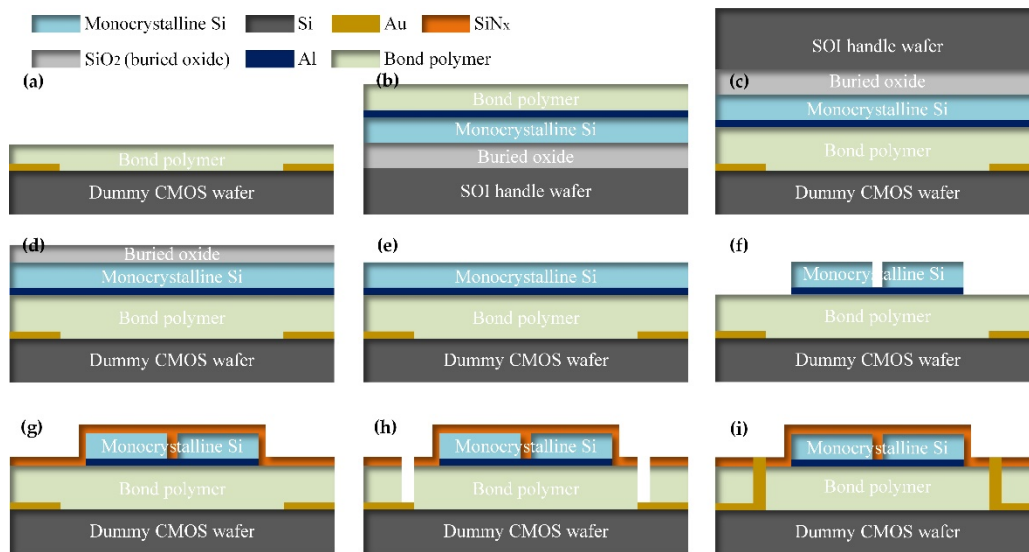 Monocrystalline Si
Si
Au
SiNx
SiO2 (buried oxide)
Al
Bond polymer
(a)
Bond polymer
Dummy CMOS wafer
(b)
Bond polymer
Monocrystalline Si
Buried oxide
SOI handle wafer
(c)
SOI handle wafer
Buried oxide
Monocrystalline Si
Bond polymer
Dummy CMOS wafer
(d)
Buried oxide
Monocrystalline Si
Bond polymer
Dummy CMOS wafer
(e)
Monocrystalline Si
Bond polymer
Dummy CMOS wafer
(f)
Monocrystalline Si
Bond polymer
Dummy CMOS wafer
(g)
Monocrystalline Si
Bond polymer
Dummy CMOS wafer
(h)
Monocrystalline Si
Bond polymer
Dummy CMOS wafer
(i)
Monocrystalline Si
Bond polymer
Dummy CMOS wafer